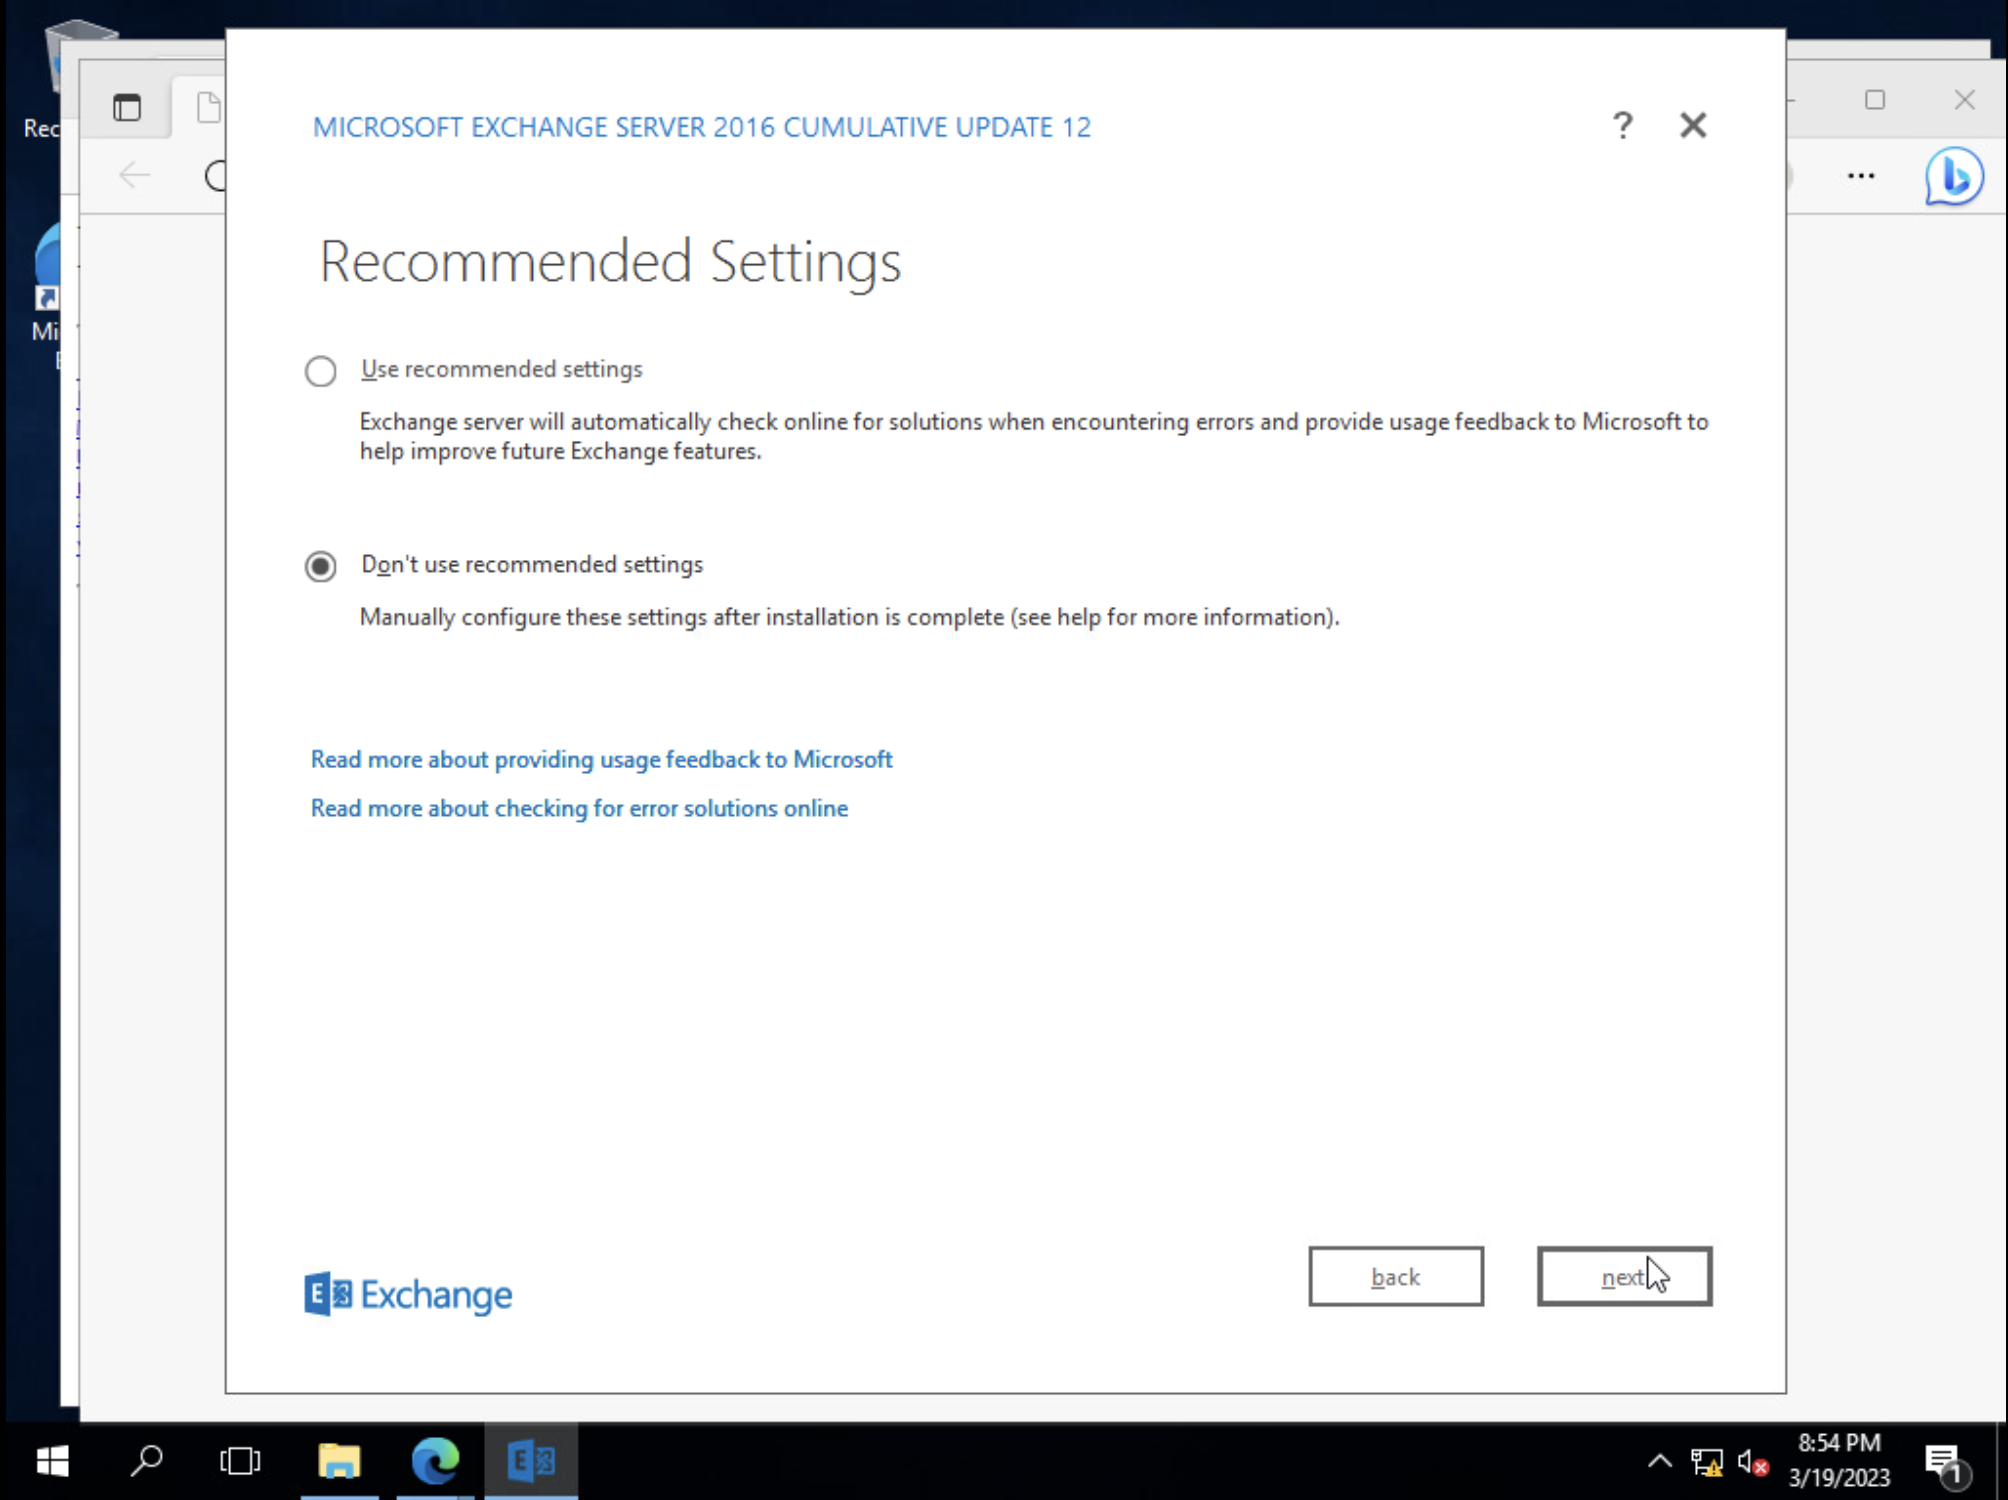 MICROSOFT EXCHANGE SERVER 2016 CUMULATIVE UPDATE 12
?
Rec
Recommended Settings
Use recommended settings
Exchange server will automatically check online for solutions when encountering errors and provide usage feedback to Microsoft to
help improve future Exchange features.
Mi
Don't use recommended settings
Manually configure these settings after installation is complete (see help for more information).
Read more about providing usage feedback to Microsoft
Read more about checking for error solutions online
back
next
E Exchange
E
8:54 PM
3/19/2023
1